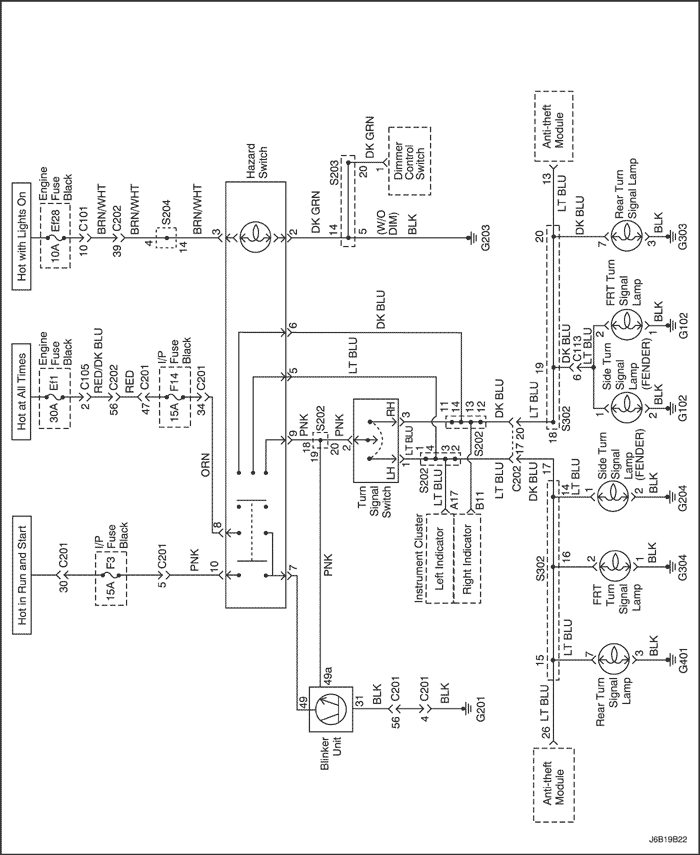 Hot in Run and Start
30
C201
I/P
Fuse
Black
15A
F3
5
C201
PNK
10
Hot at All Times
Engine
Fuse
Black
30A
Ef1
2
C105
RED/DK BLU
56
C202
RED
47
C201
I/P
Fuse
Black
15A
F14
34
C201
ORN
8
Hot with Lights On
Engine
Fuse
Black
10A
Ef28
10
C101
BRN/WHT
39
C202
BRN/WHT
4
S204
14
BRN/WHT
3
Hazard
Switch
7
9
5
6
2
PNK
18
S202
19
20
PNK
PNK
2
LT BLU
DK BLU
DK GRN
S203
14
20
DK GRN
1
Dimmer
Control
Switch
5
(W/O
DIM)
BLK
G203
Blinker
Unit
49
49a
31
BLK
56
C201
4
C201
BLK
G201
Turn
Signal
Switch
LH
RH
1
3
LT BLU
S202
1
4
3
2
11
14
13
12
S202
LT BLU
A17
B11
Instrument Cluster
Left Indicator
Right Indicator
LT BLU
DK BLU
C202
17
20
DK BLU
LT BLU
Anti-theft
Module
26
LT BLU
15
S302
LT BLU
16
14
LT BLU
17
18
S302
19
DK BLU
6
C113
LT BLU
20
DK BLU
LT BLU
13
Anti-theft
Module
7
Rear Turn
Signal
Lamp
3
BLK
G401
2
FRT
Turn
Signal
Lamp
1
BLK
G304
1
Side Turn
Signal
Lamp
(FENDER)
2
BLK
G204
1
Side Turn
Signal
Lamp
(FENDER)
2
BLK
G102
2
FRT Turn
Signal
Lamp
1
BLK
G102
7
Rear Turn
Signal Lamp
3
BLK
G303
J6B19B22